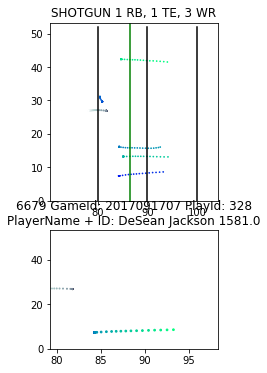 SHOTGUN 1 RB, 1 TE, 3 WR
50
40
30
20
10
0
80 90 100
6679 GameId: 2017091707 PlayId: 328
PlayerName + ID: DeSean Jackson 1581.0
40
20
0
80 85 90 95